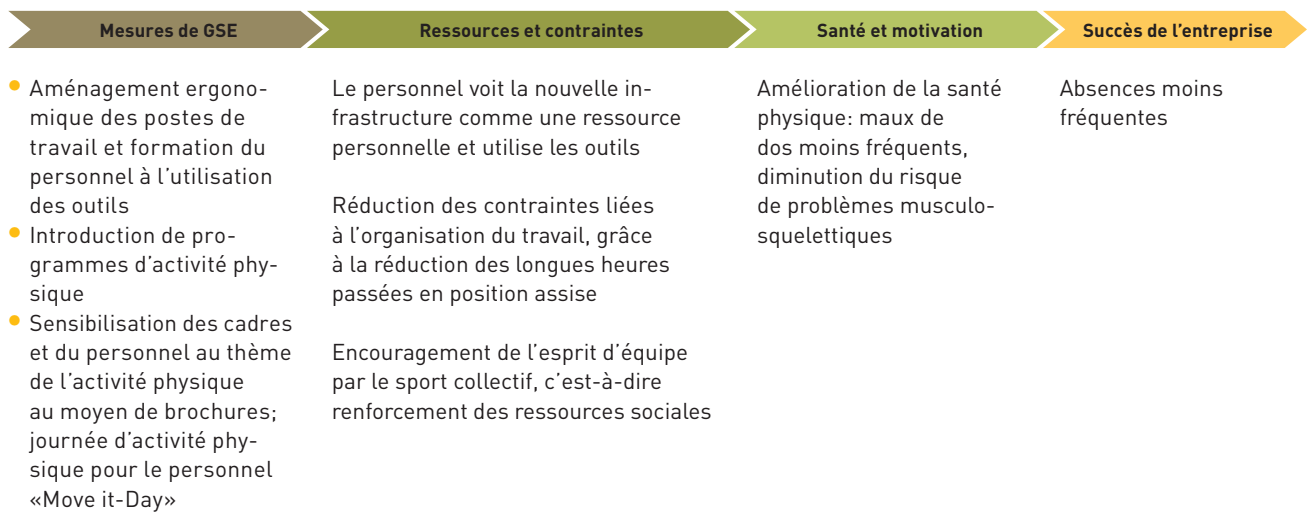 Mesures de GSE
Ressources et contraintes
Santé et motivation
Succès de l'entreprise
• Aménagement ergono-
mique des postes de
travail et formation du
personnel à l'utilisation
des outils
• Introduction de pro-
grammes d'activité phy-
sique
• Sensibilisation des cadres
et du personnel au thème
de l'activité physique
au moyen de brochures;
journée d'activité phy-
sique pour le personnel
«Move it-Day»
Le personnel voit la nouvelle in-
frastructure comme une ressource
personnelle et utilise les outils
Réduction des contraintes liées
à l'organisation du travail, grâce
à la réduction des longues heures
passées en position assise
Encouragement de l'esprit d'équipe
par le sport collectif, c'est-à-dire
renforcement des ressources sociales
Amélioration de la santé
physique: maux de
dos moins fréquents,
diminution du risque
de problèmes musculo-
squelettiques
Absences moins
fréquentes